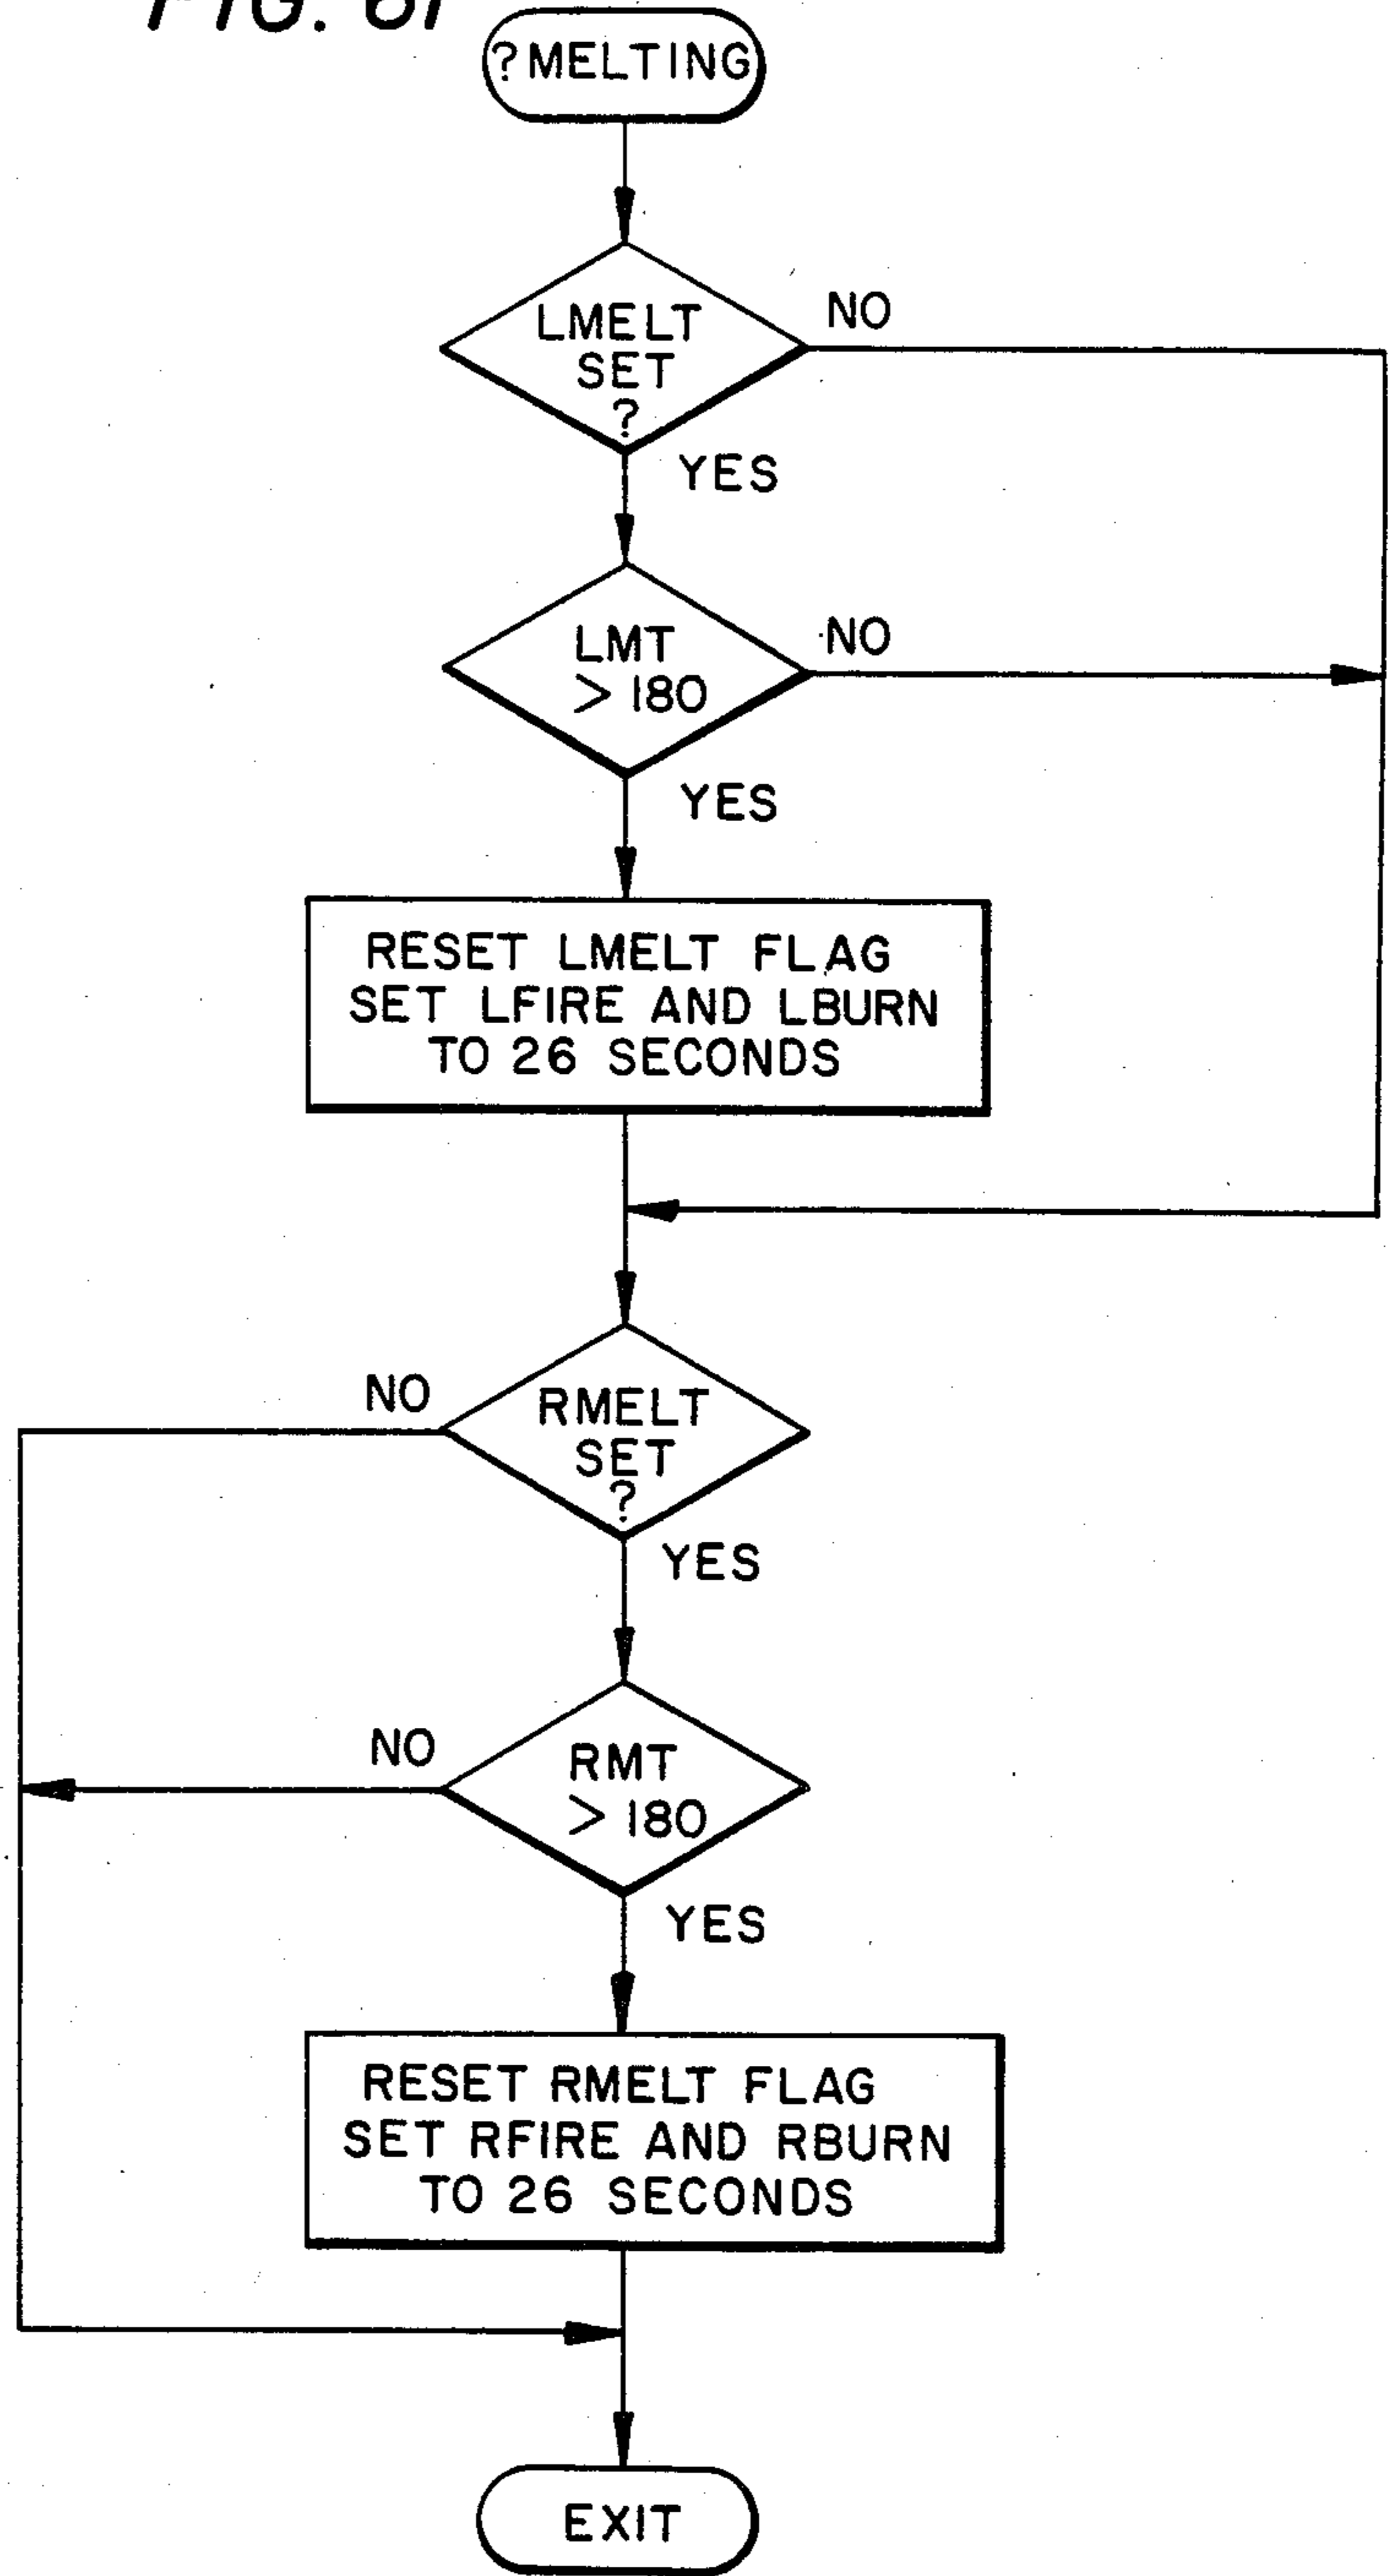 FIG. 61
?MELTING
LMELT
SET
?
NO
YES
LMT
> 180
NO
YES
RESET LMELT FLAG
SET LFIRE AND LBURN
TO 26 SECONDS
NO
RMELT
SET
?
YES
NO
RMT
> 180
YES
RESET RMELT FLAG
SET RFIRE AND RBURN
TO 26 SECONDS
EXIT